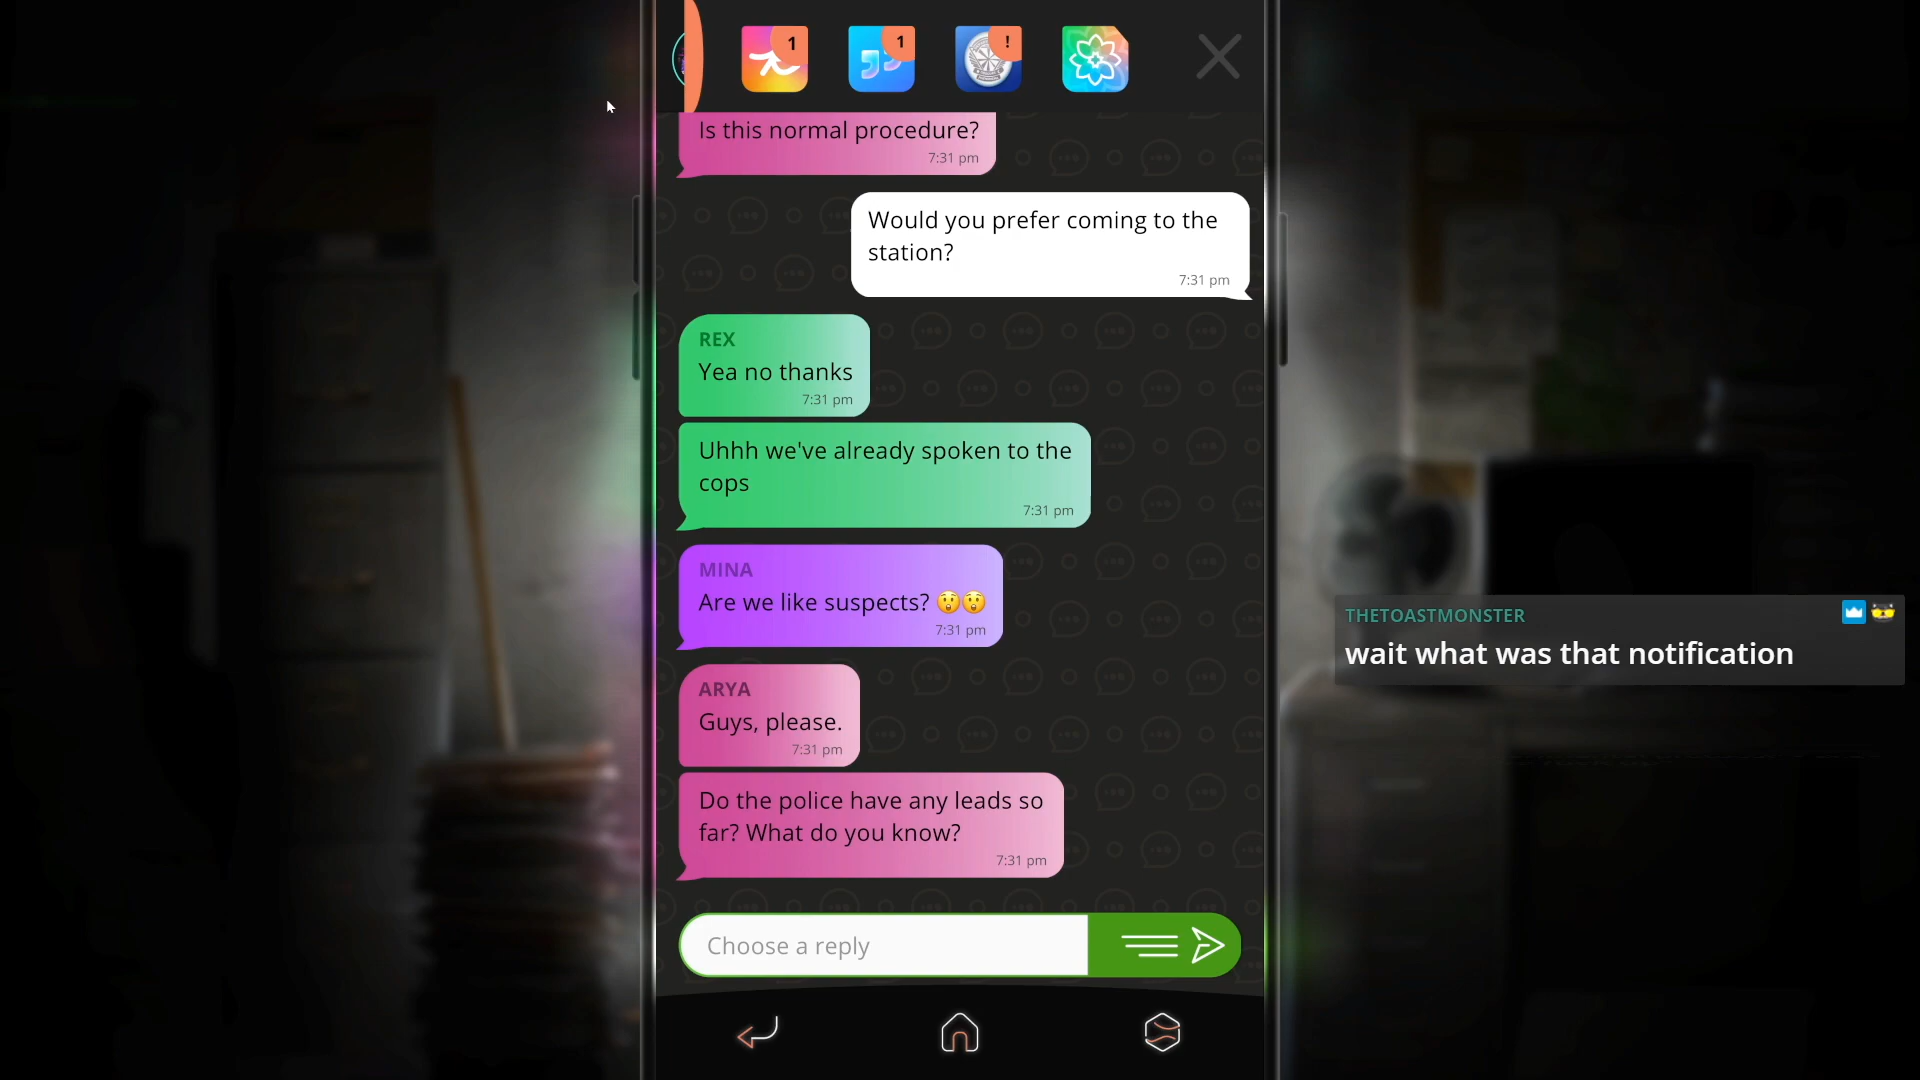 1
1
!
Is this normal procedure?
7:31 pm
Would you prefer coming to the
station?
7:31 pm
REX
Yea no thanks
7:31 pm
Uhhh we've already spoken to the
cops
7:31 pm
MINA
Are we like suspects? 😲😲
7:31 pm
ARYA
Guys, please.
7:31 pm
Do the police have any leads so
far? What do you know?
7:31 pm
Choose a reply
THETOASTMONSTER
wait what was that notification